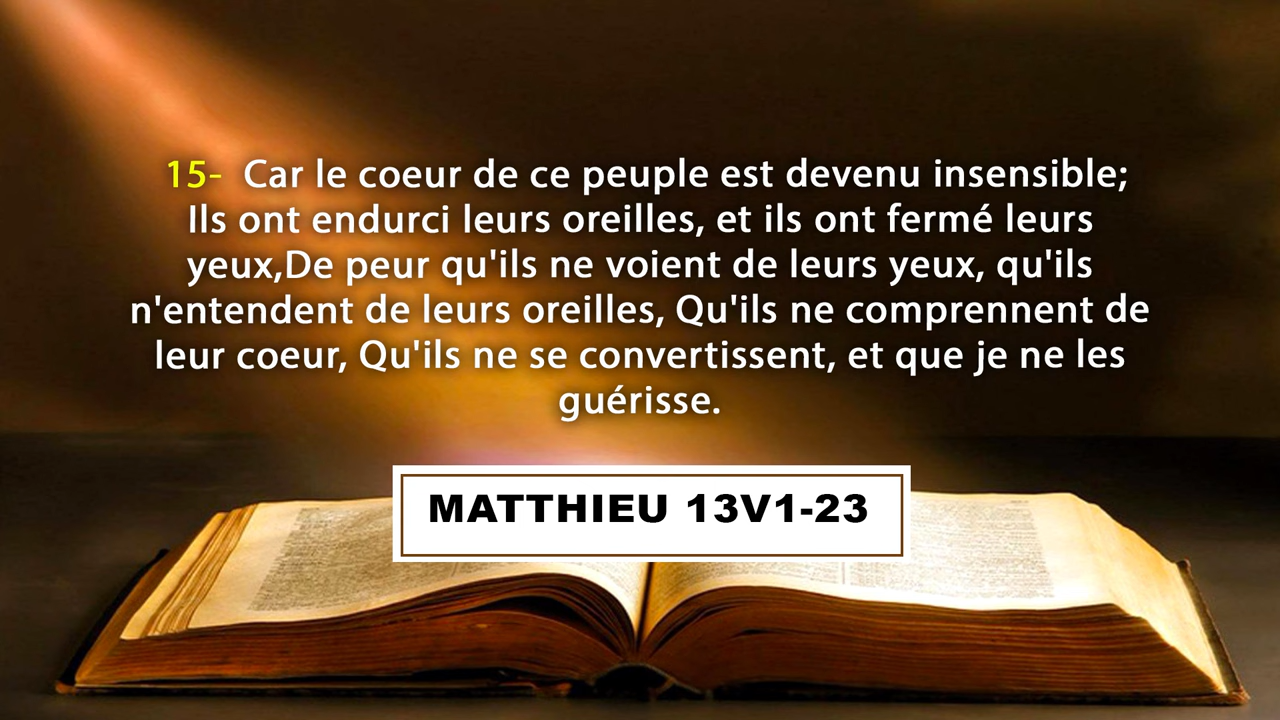 15- Car le coeur de ce peuple est devenu insensible;
Ils ont endurci leurs oreilles, et ils ont fermé leurs
yeux,De peur qu'ils ne voient de leurs yeux, qu'ils
n'entendent de leurs oreilles, Qu'ils ne comprennent de
leur coeur, Qu'ils ne se convertissent, et que je ne les
guérisse.
MATTHIEU 13V1-23